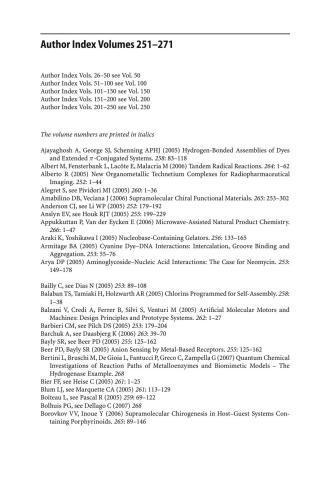 Author Index Volumes 251–271
Author Index Vols. 26–50 see Vol. 50
Author Index Vols. 51–100 see Vol. 100
Author Index Vols. 101–150 see Vol. 150
Author Index Vols. 151–200 see Vol. 200
Author Index Vols. 201–250 see Vol. 250
The volume numbers are printed in italics
Ajayaghosh A, George SJ, Schenning APHJ (2005) Hydrogen-Bonded Assemblies of Dyes
and Extended π-Conjugated Systems. 258: 83–118
Albert M, Fensterbank L, Lacôte E, Malacria M (2006) Tandem Radical Reactions. 264: 1–62
Alberto R (2005) New Organometallic Technetium Complexes for Radiopharmaceutical
Imaging. 252: 1–44
Alegret S, see Pividori MI (2005) 260: 1–36
Amabilino DB, Veciana J (2006) Supramolecular Chiral Functional Materials. 265: 253–302
Anderson CJ, see Li WP (2005) 252: 179–192
Anslyn EV, see Houk RJT (2005) 255: 199–229
Appukkuttan P, Van der Eycken E (2006) Microwave-Assisted Natural Product Chemistry.
266: 1–47
Araki K, Yoshikawa I (2005) Nucleobase-Containing Gelators. 256: 133–165
Armitage BA (2005) Cyanine Dye–DNA Interactions: Intercalation, Groove Binding and
Aggregation. 253: 55–76
Arya DP (2005) Aminoglycoside–Nucleic Acid Interactions: The Case for Neomycin. 253:
149–178
Bailly C, see Dias N (2005) 253: 89–108
Balaban TS, Tamiaki H, Holzwarth AR (2005) Chlorins Programmed for Self-Assembly. 258:
1–38
Balzani V, Credi A, Ferrer B, Silvi S, Venturi M (2005) Artificial Molecular Motors and
Machines: Design Principles and Prototype Systems. 262: 1–27
Barbieri CM, see Pilch DS (2005) 253: 179–204
Barchuk A, see Daasbjerg K (2006) 263: 39–70
Bayly SR, see Beer PD (2005) 255: 125–162
Beer PD, Bayly SR (2005) Anion Sensing by Metal-Based Receptors. 255: 125–162
Bertini L, Bruschi M, De Gioia L, Fantucci P, Greco C, Zampella G (2007) Quantum Chemical
Investigations of Reaction Paths of Metalloenzymes and Biomimetic Models – The
Hydrogenase Example. 268
Bier FF, see Heise C (2005) 261: 1–25
Blum LJ, see Marquette CA (2005) 261: 113–129
Boiteau L, see Pascal R (2005) 259: 69–122
Bolhuis PG, see Dellago C (2007) 268
Borovkov VV, Inoue Y (2006) Supramolecular Chirogenesis in Host–Guest Systems Con-
taining Porphyrinoids. 265: 89–146